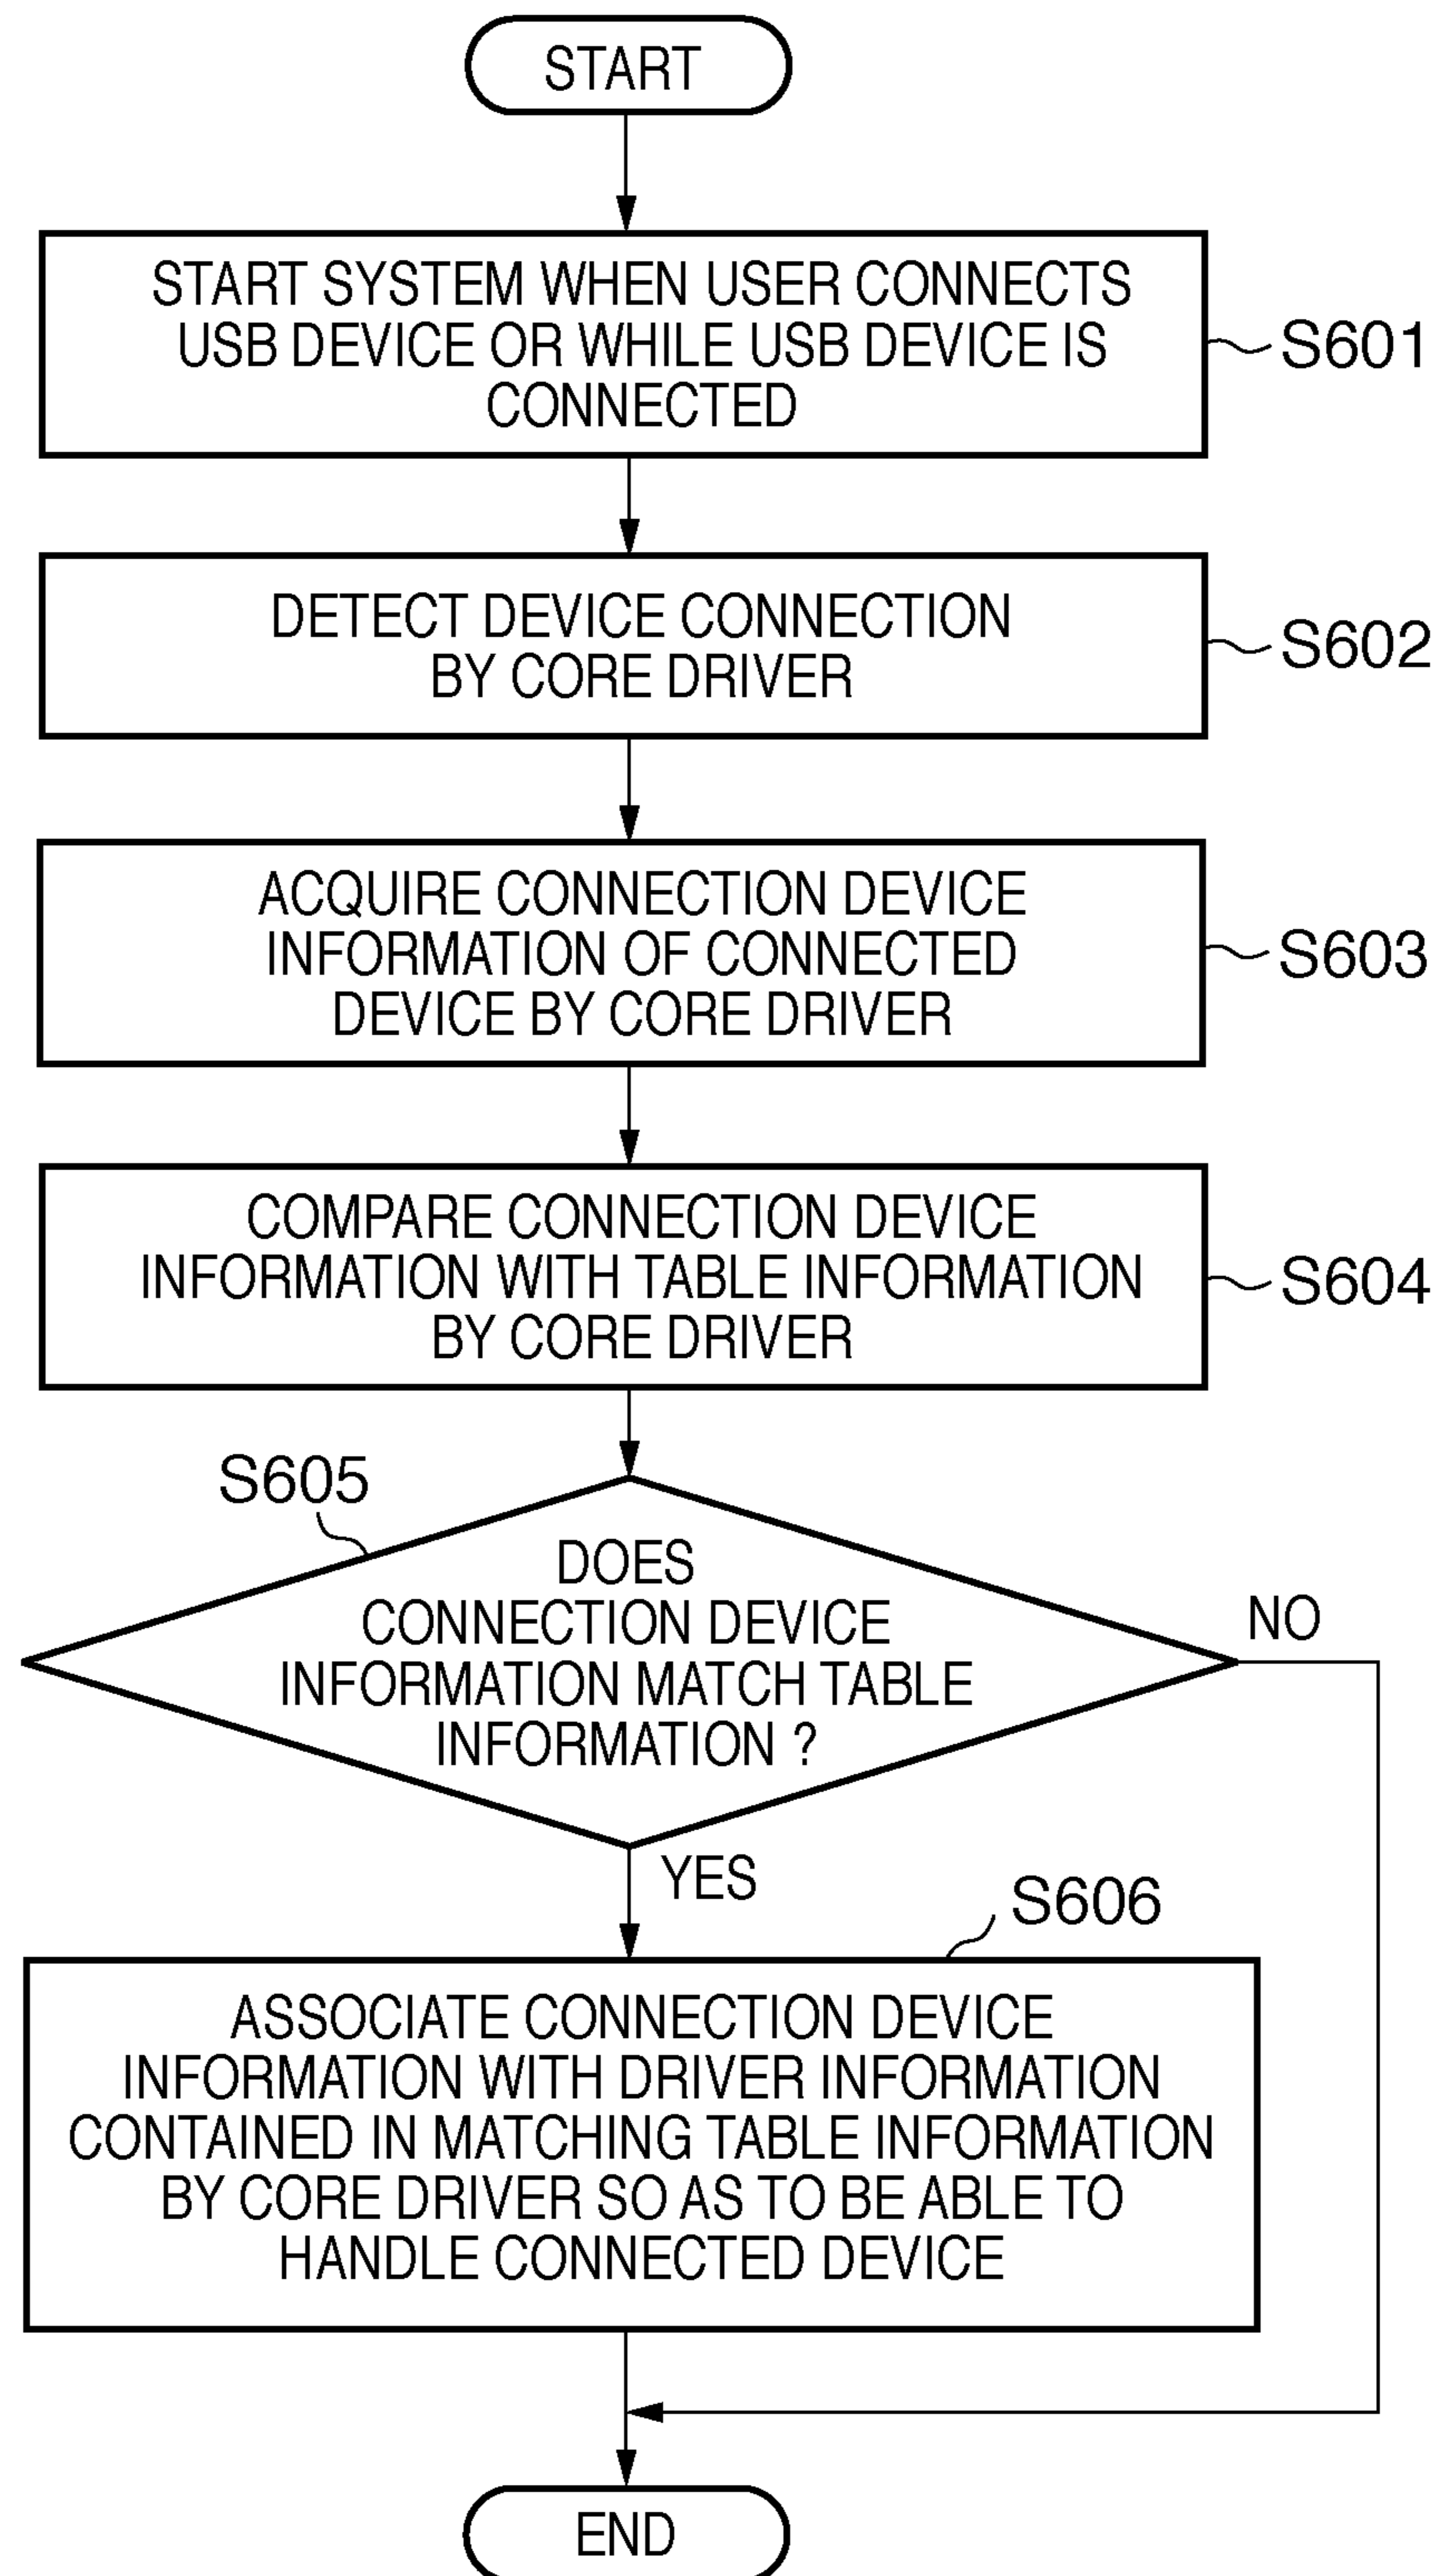 START
START SYSTEM WHEN USER CONNECTS
USB DEVICE OR WHILE USB DEVICE IS
CONNECTED
S601
DETECT DEVICE CONNECTION
BY CORE DRIVER
S602
ACQUIRE CONNECTION DEVICE
INFORMATION OF CONNECTED
DEVICE BY CORE DRIVER
S603
COMPARE CONNECTION DEVICE
INFORMATION WITH TABLE INFORMATION
BY CORE DRIVER
S604
S605
DOES
CONNECTION DEVICE
INFORMATION MATCH TABLE
INFORMATION ?
NO
YES
S606
ASSOCIATE CONNECTION DEVICE
INFORMATION WITH DRIVER INFORMATION
CONTAINED IN MATCHING TABLE INFORMATION
BY CORE DRIVER SO AS TO BE ABLE TO
HANDLE CONNECTED DEVICE
END